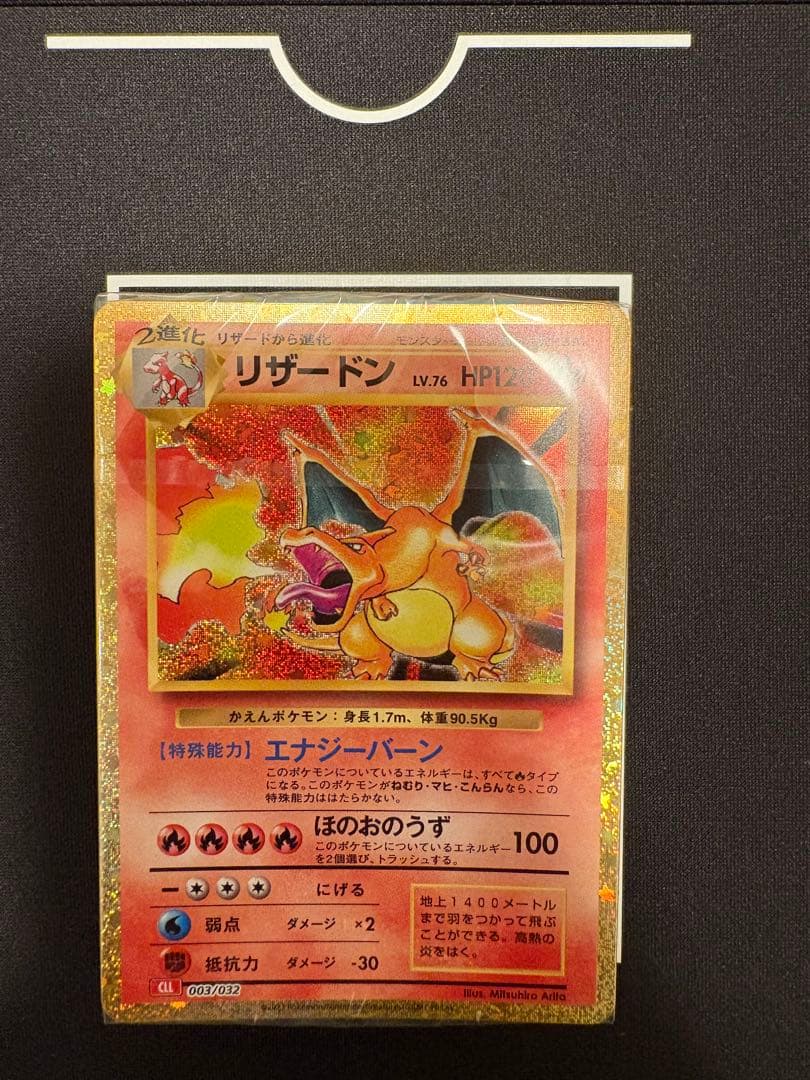 2進化 リザードから進化
リザードン LV.76 HP120
かえんポケモン：身長1.7m、体重90.5Kg
【特殊能力】エナジーバーン
このポケモンについているエネルギーは、すべて🔥タイプ
になる。このポケモンがねむり・マヒ・こんらんなら、この
特殊能力ははたらかない。
ほのおのうず 100
このポケモンについているエネルギー
を2個選び、トラッシュする。
にげる
弱点 ダメージ ×2
抵抗力 ダメージ -30
地上1400メートル
まで羽をつかって飛ぶ
ことができる。高熱の
炎をはく。
Illus. Mitsuhiro Arita
CLL 003/032